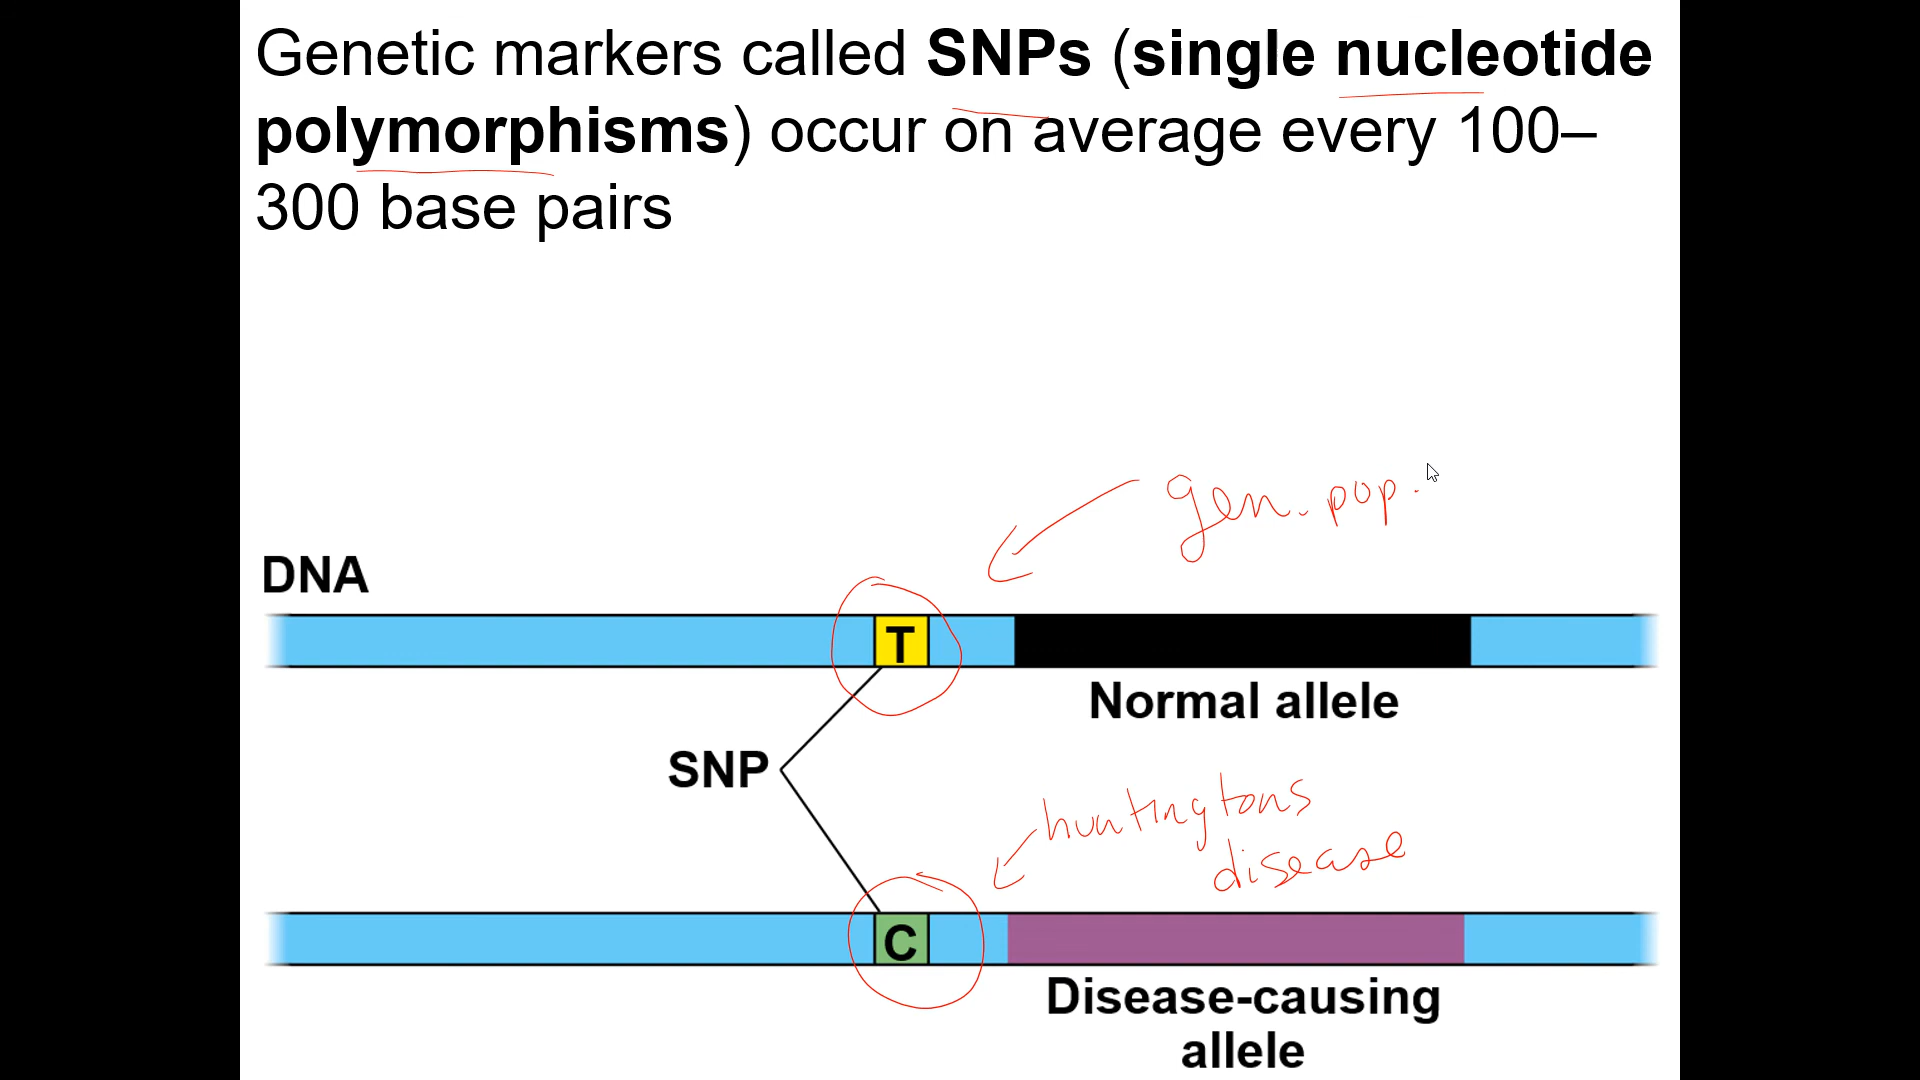 Genetic markers called SNPs (single nucleotide
polymorphisms) occur on average every 100–
300 base pairs
gen. pop.
DNA
T
Normal allele
SNP
huntingtons
disease
C
Disease-causing
allele